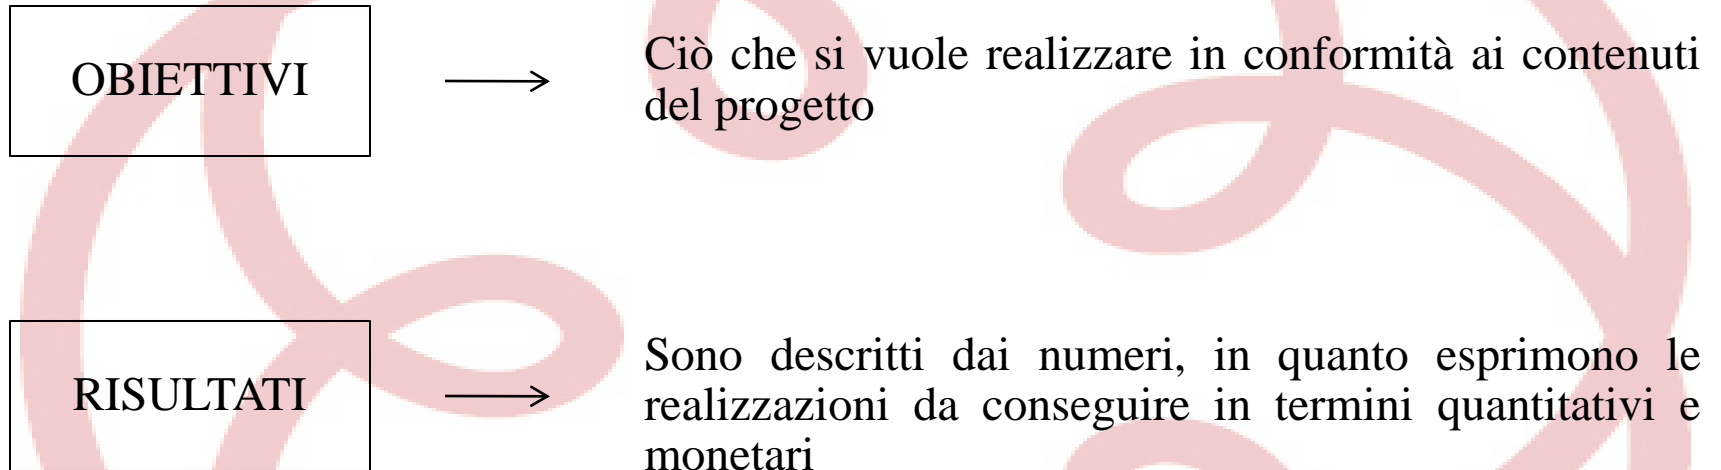 OBIETTIVI
Ciò che si vuole realizzare in conformità ai contenuti
del progetto
RISULTATI
Sono descritti dai numeri, in quanto esprimono le
realizzazioni da conseguire in termini quantitativi e
monetari